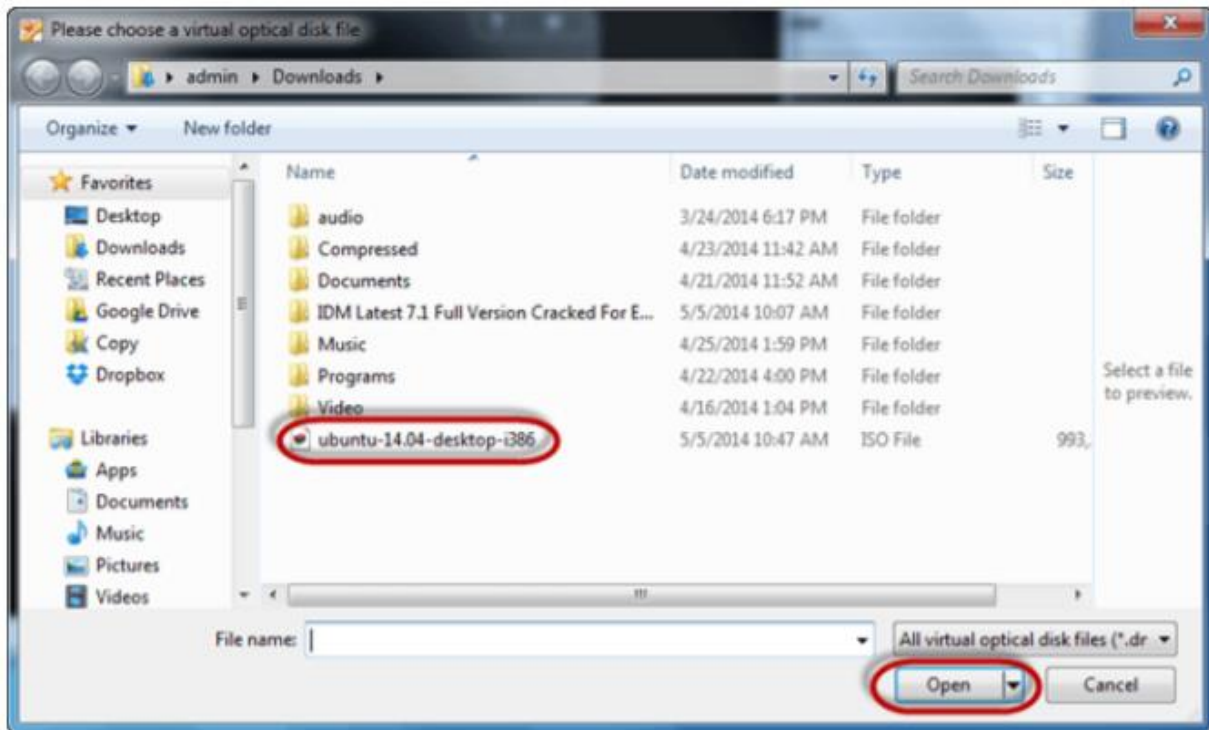 Please choose a virtual optical disk file
admin Downloads
Search Downloads
Organize New folder
Name Date modified Type Size
Favorites
Desktop
Downloads
Recent Places
Google Drive
Copy
Dropbox
Libraries
Apps
Documents
Music
Pictures
Videos
audio 3/24/2014 6:17 PM File folder
Compressed 4/23/2014 11:42 AM File folder
Documents 4/21/2014 11:52 AM File folder
IDM Latest 7.1 Full Version Cracked For E... 5/5/2014 10:07 AM File folder
Music 4/25/2014 1:59 PM File folder
Programs 4/22/2014 4:00 PM File folder
Video 4/16/2014 1:04 PM File folder
ubuntu-14.04-desktop-i386 5/5/2014 10:47 AM ISO File 993,
Select a file
to preview.
File name: All virtual optical disk files (*.dr
Open Cancel